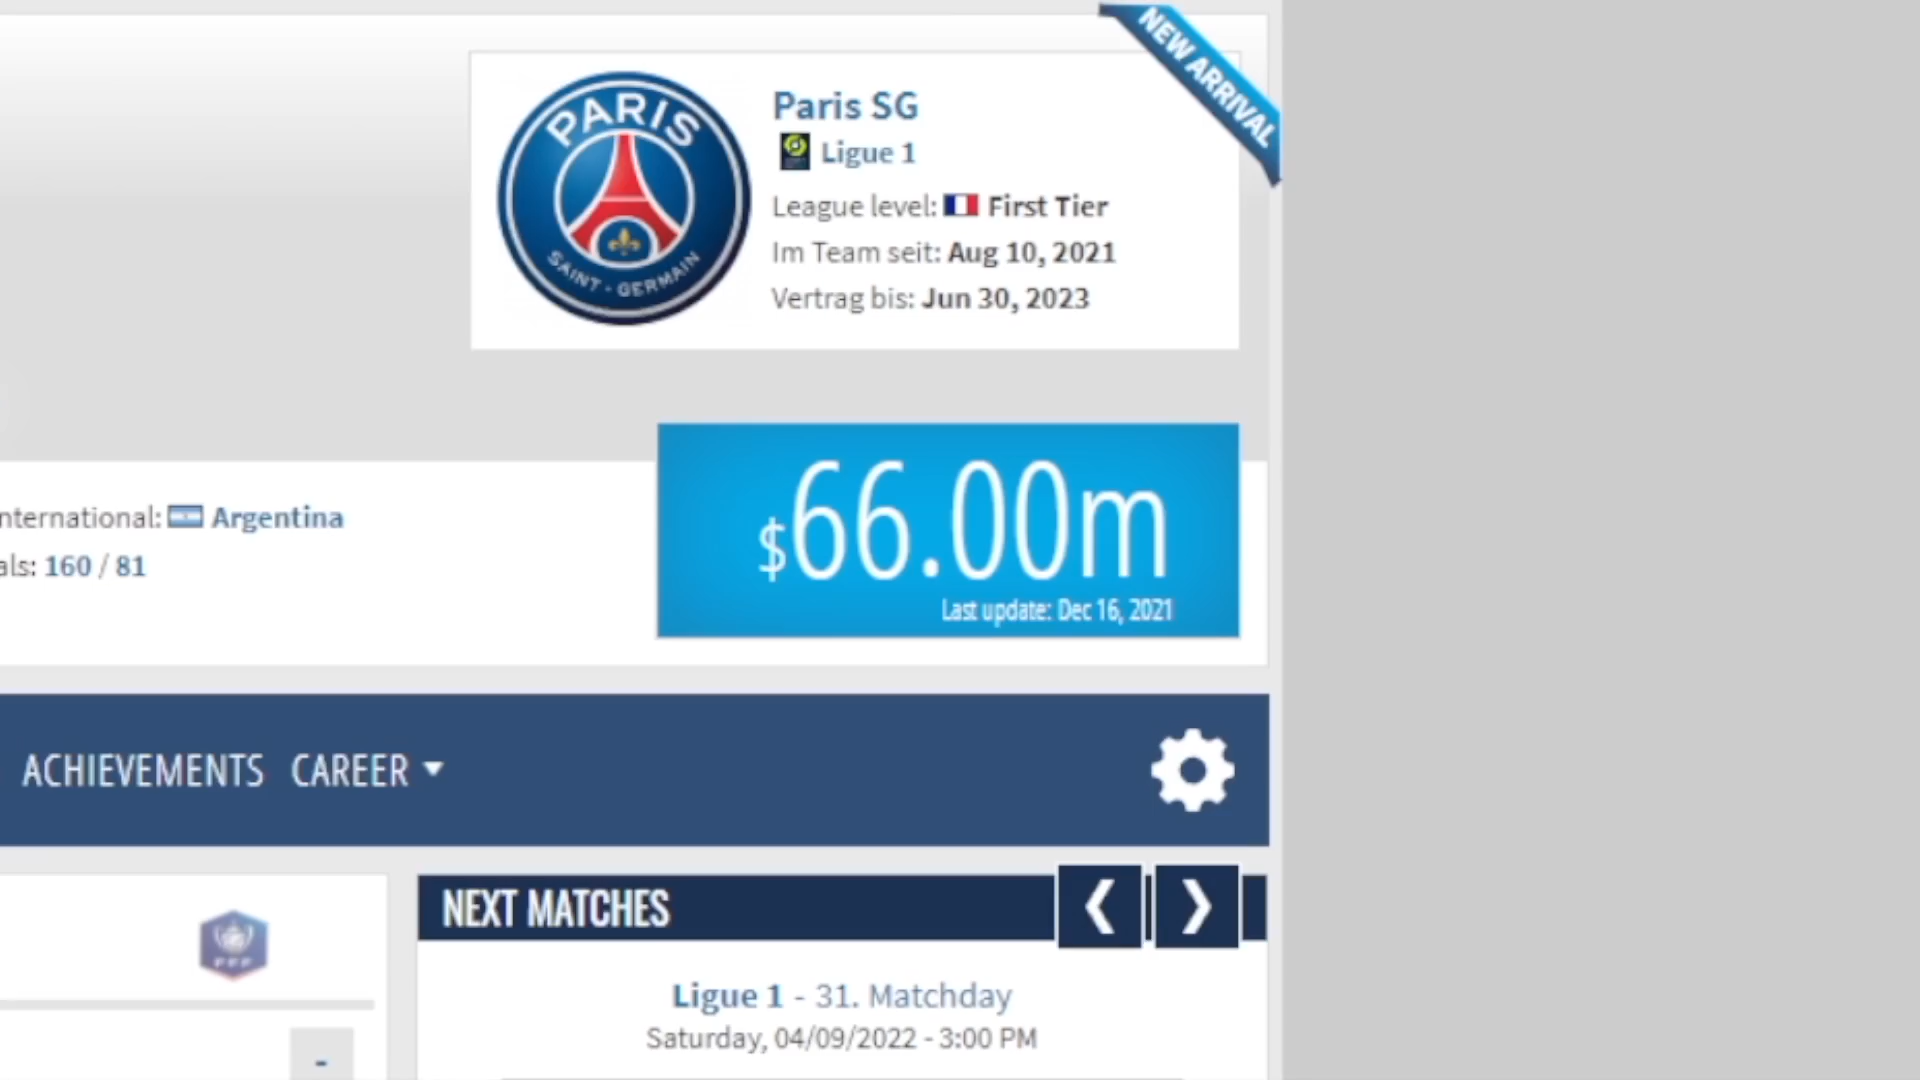 NEW ARRIVAL
PARIS
SAINT - GERMAIN
Paris SG
Ligue 1
League level: First Tier
Im Team seit: Aug 10, 2021
Vertrag bis: Jun 30, 2023
$66.00m
Last update: Dec 16, 2021
nternational: Argentina
als: 160 / 81
ACHIEVEMENTS CAREER
NEXT MATCHES
FFF
Ligue 1 - 31. Matchday
Saturday, 04/09/2022 - 3:00 PM
-